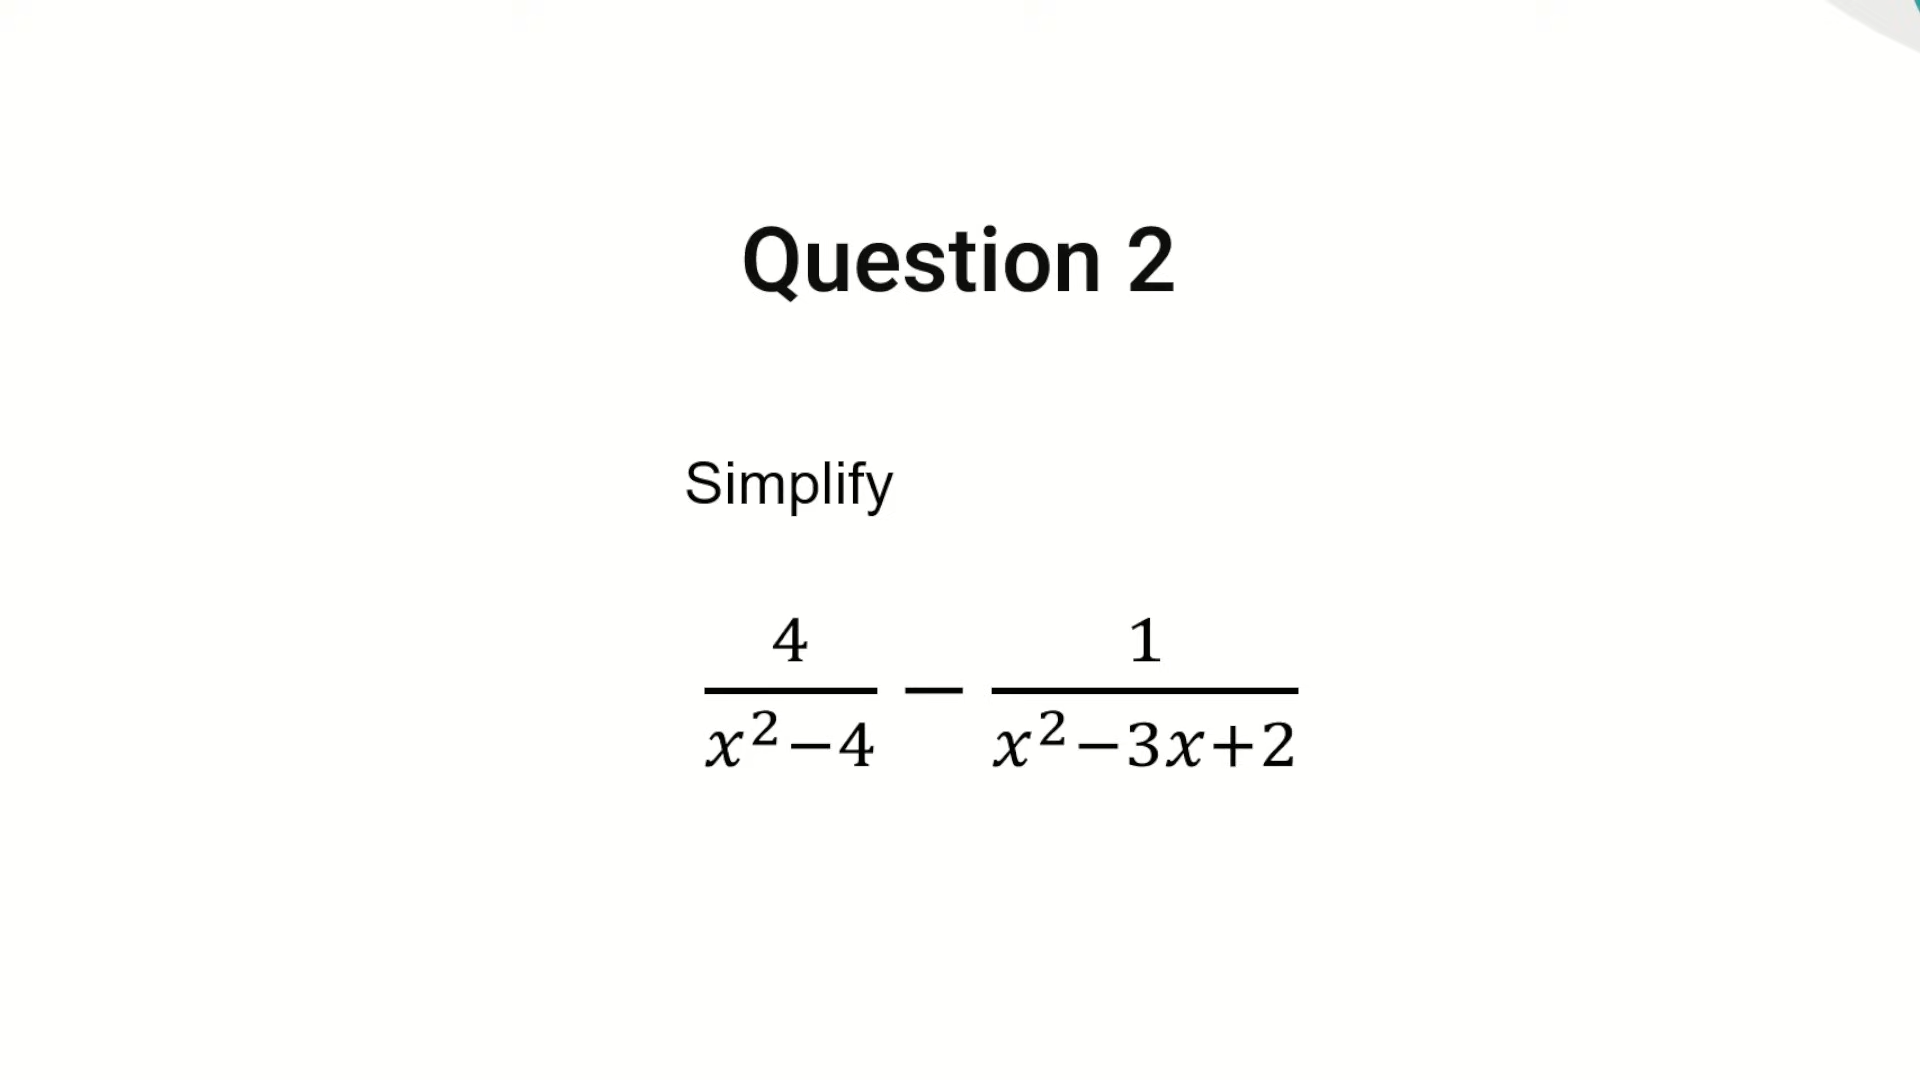 Question 2
Simplify
4/(x²−4) − 1/(x²−3x+2)